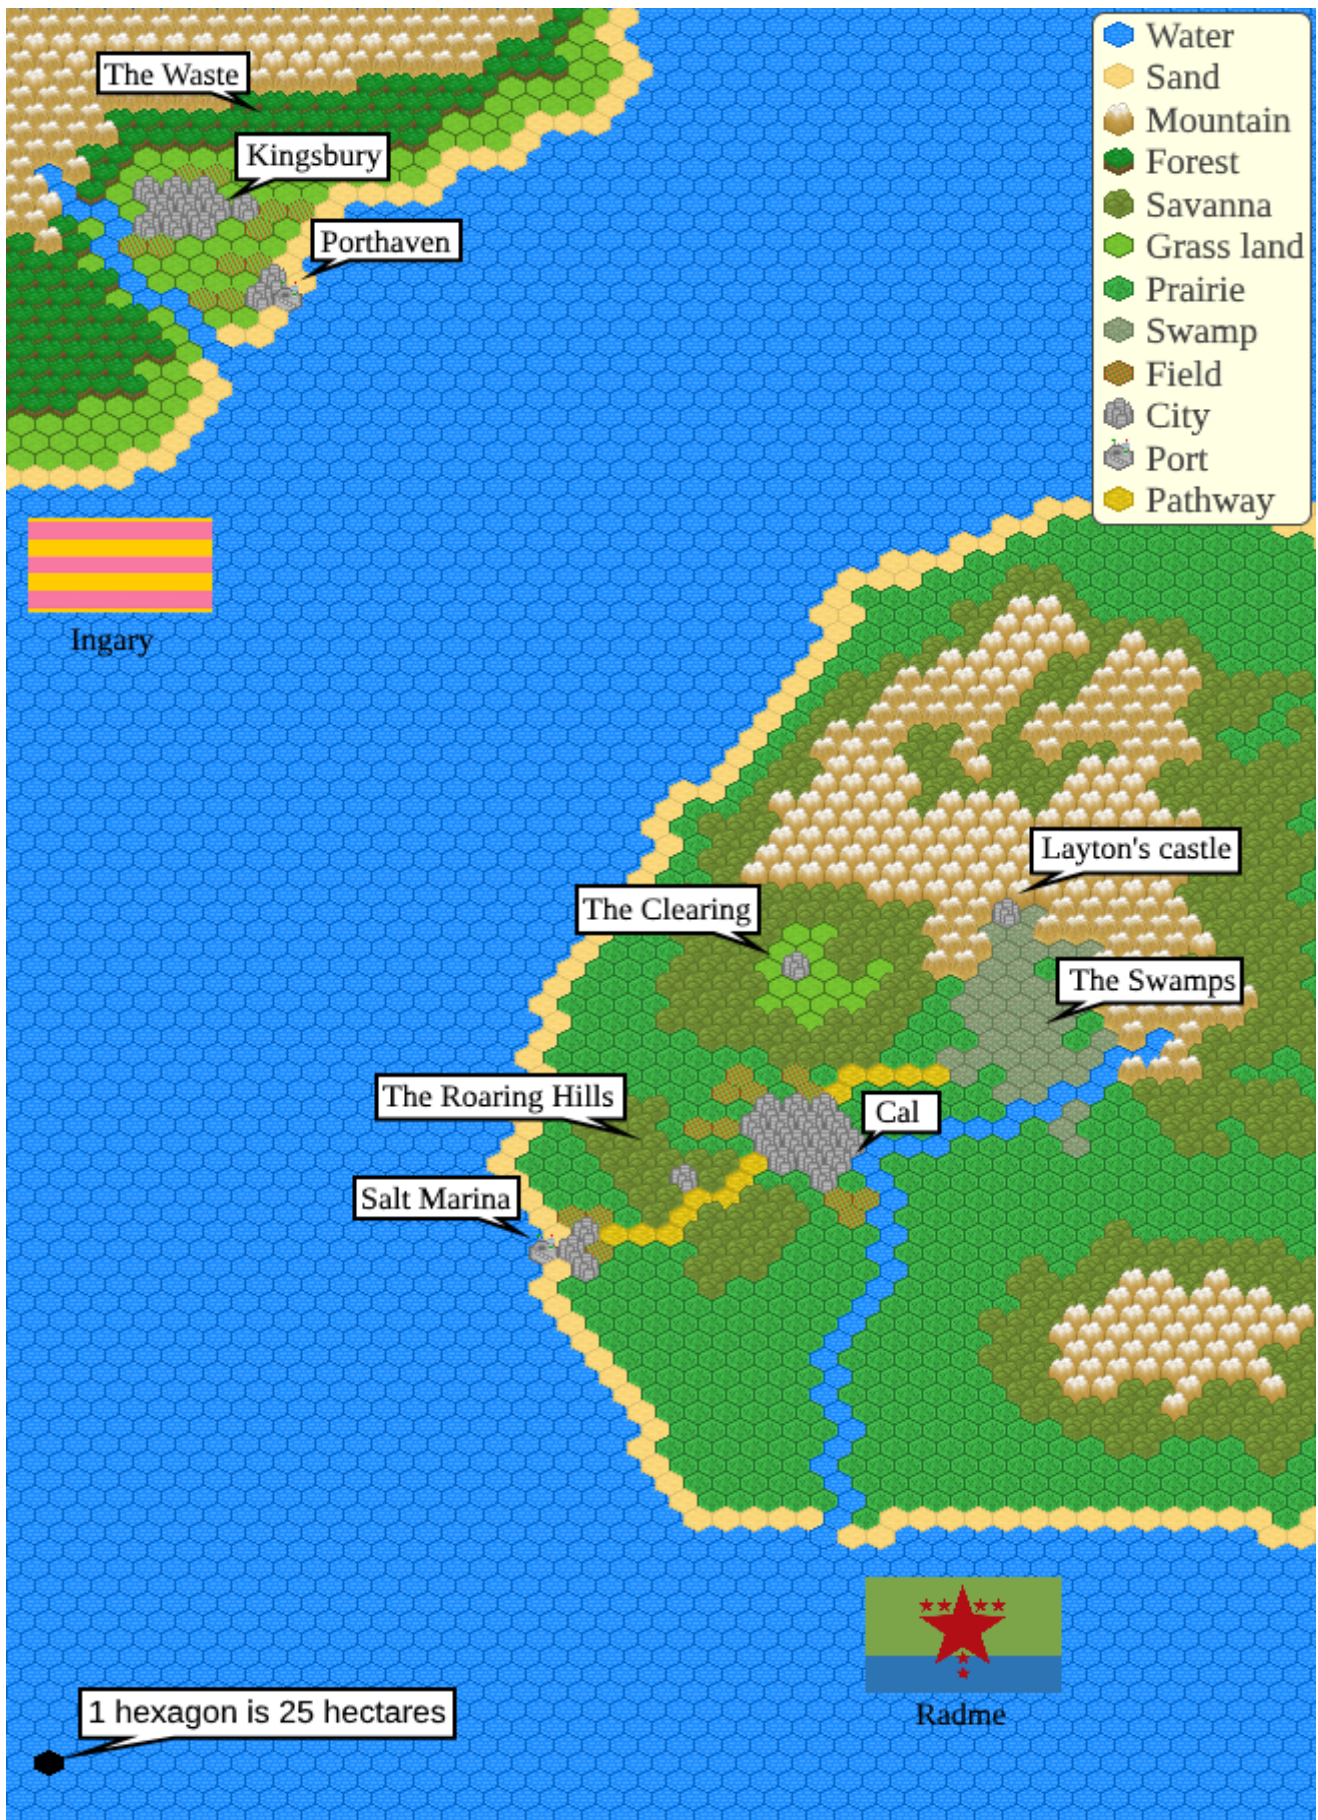 The Waste
Kingsbury
Porthaven
Water
Sand
Mountain
Forest
Savanna
Grass land
Prairie
Swamp
Field
City
Port
Pathway
Ingary
Layton's castle
The Clearing
The Swamps
The Roaring Hills
Cal
Salt Marina
Radme
1 hexagon is 25 hectares